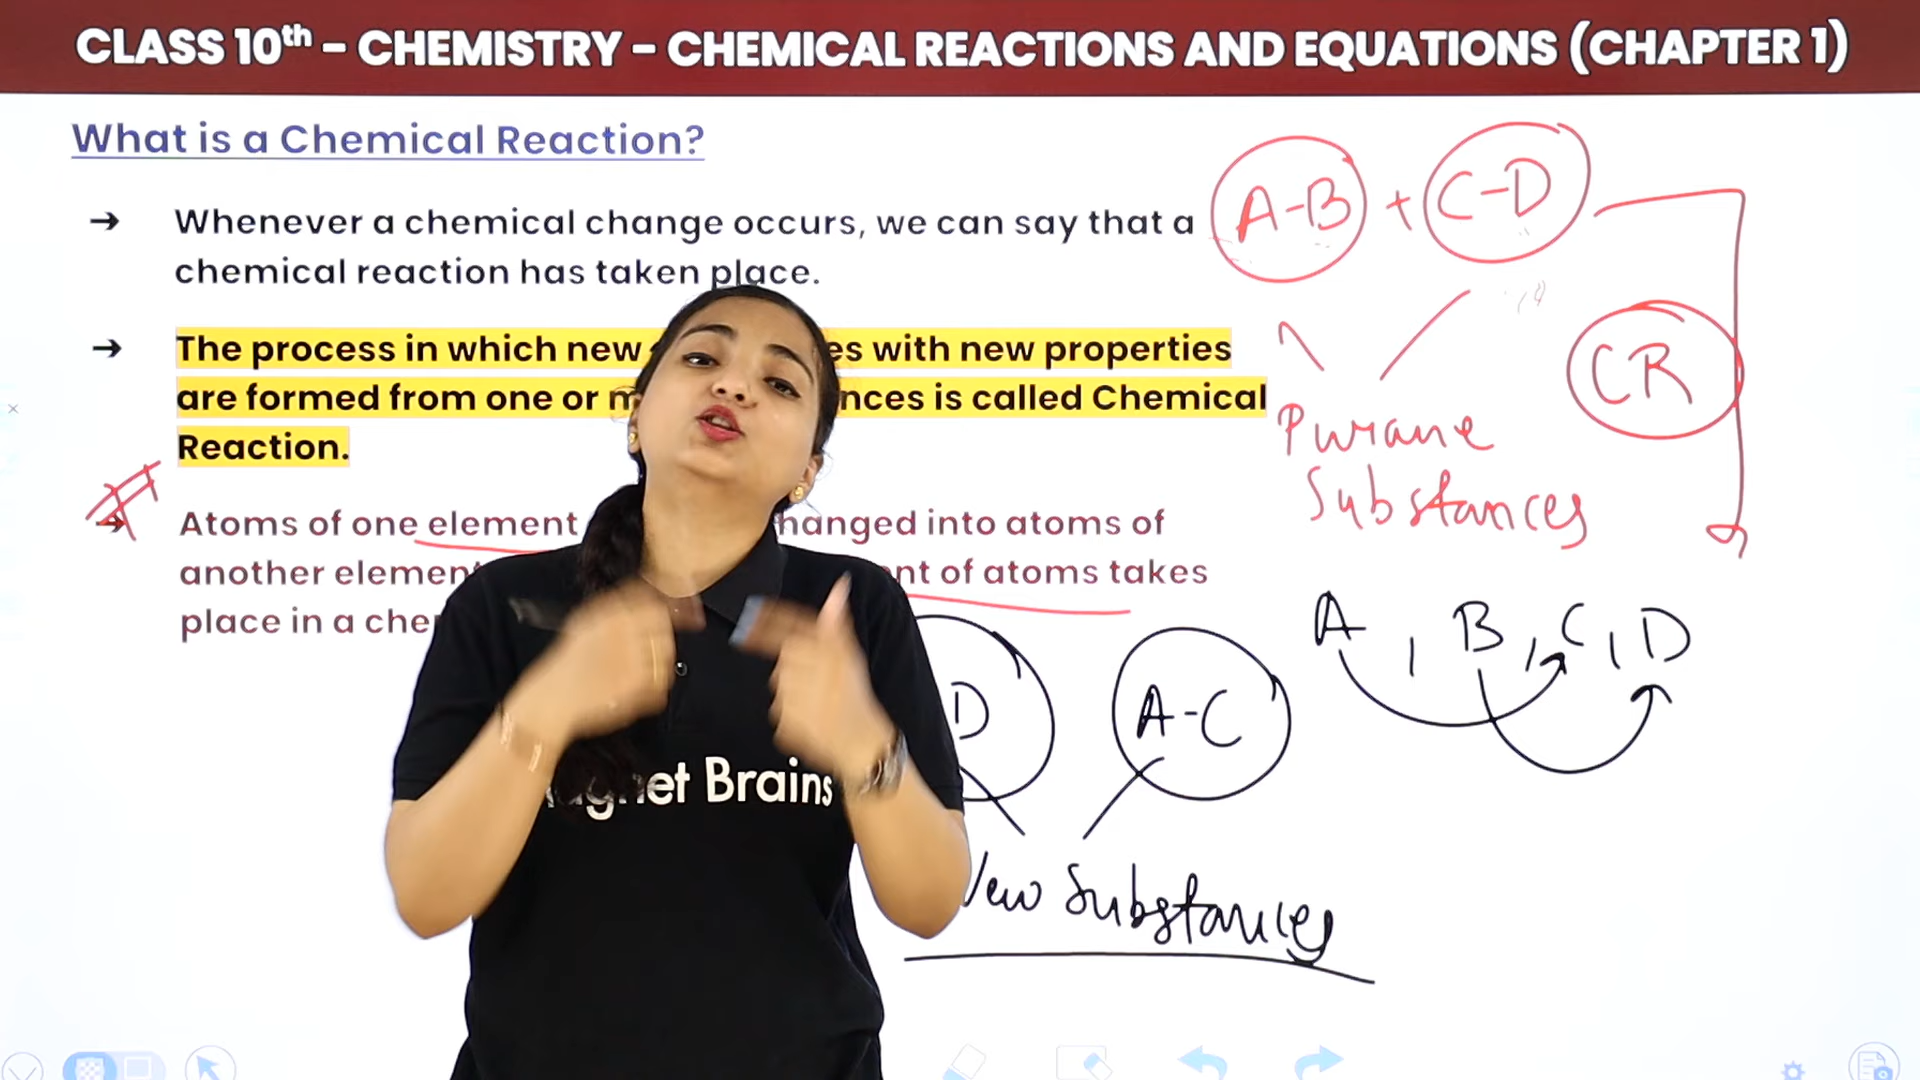 CLASS 10th – CHEMISTRY – CHEMICAL REACTIONS AND EQUATIONS (CHAPTER 1)
What is a Chemical Reaction?
→ Whenever a chemical change occurs, we can say that a
chemical reaction has taken place.
→ The process in which new es with new properties
are formed from one or m nces is called Chemical
Reaction.
Atoms of one element hanged into atoms of
another element nt of atoms takes
place in a che
A-B + C-D
CR
Purane
Substances
A, B, C, D
D A-C
New Substances
gnet Brains